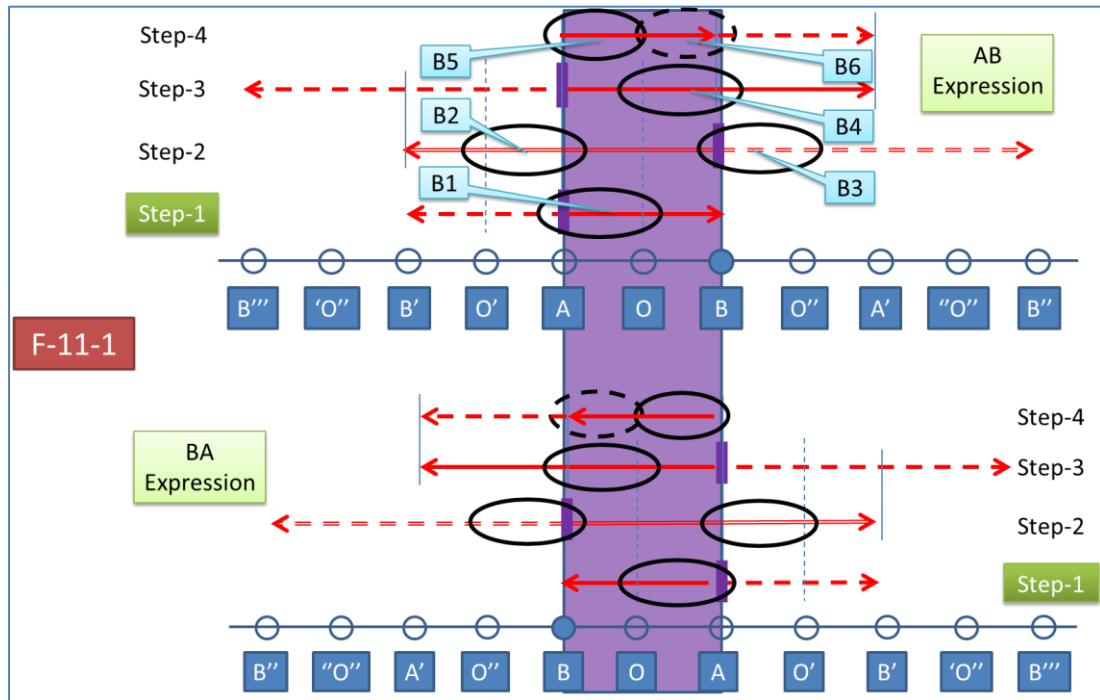 Step-4
B5
B6
AB
Expression
Step-3
B2
B4
Step-2
B1
B3
Step-1
B''' 'O'' B' O' A O B O'' A' ''O'' B''
F-11-1
Step-4
BA
Expression
Step-3
Step-2
Step-1
B'' ''O'' A' O'' B O A O' B' 'O'' B'''